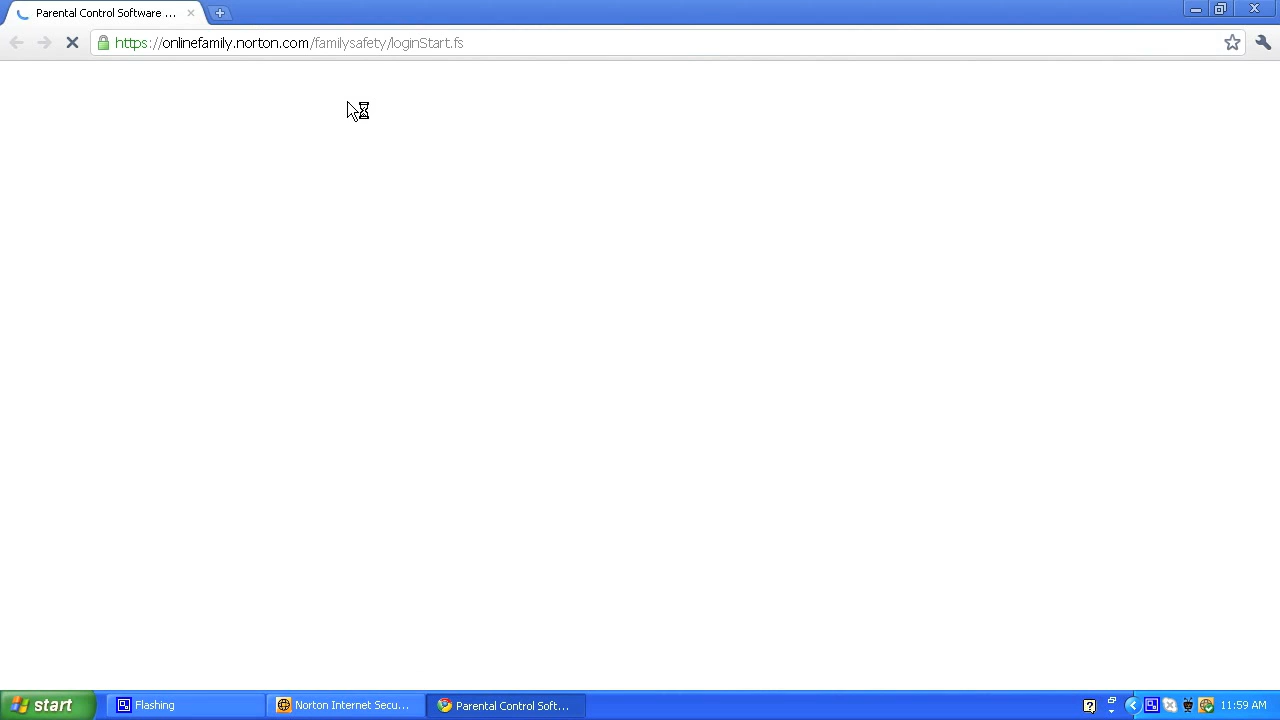 Parental Control Software ...
https://onlinefamily.norton.com/familysafety/loginStart.fs
start
Flashing
Norton Internet Secu...
Parental Control Soft...
11:59 AM